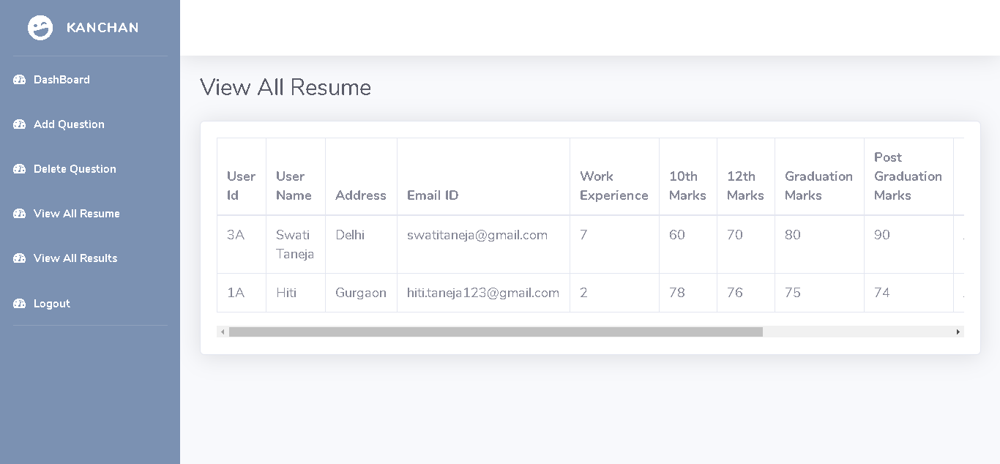 KANCHAN
DashBoard
Add Question
Delete Question
View All Resume
View All Results
Logout
View All Resume
User Id
User Name
Address
Email ID
Work Experience
10th Marks
12th Marks
Graduation Marks
Post Graduation Marks
3A
Swati Taneja
Delhi
swatitaneja@gmail.com
7
60
70
80
90
1A
Hiti
Gurgaon
hiti.taneja123@gmail.com
2
78
76
75
74